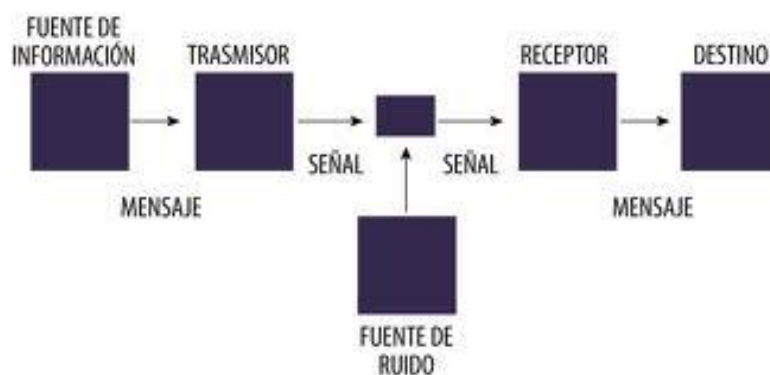 FUENTE DE
INFORMACIÓN
TRASMISOR
RECEPTOR
DESTINO
SEÑAL
SEÑAL
MENSAJE
MENSAJE
FUENTE DE
RUIDO